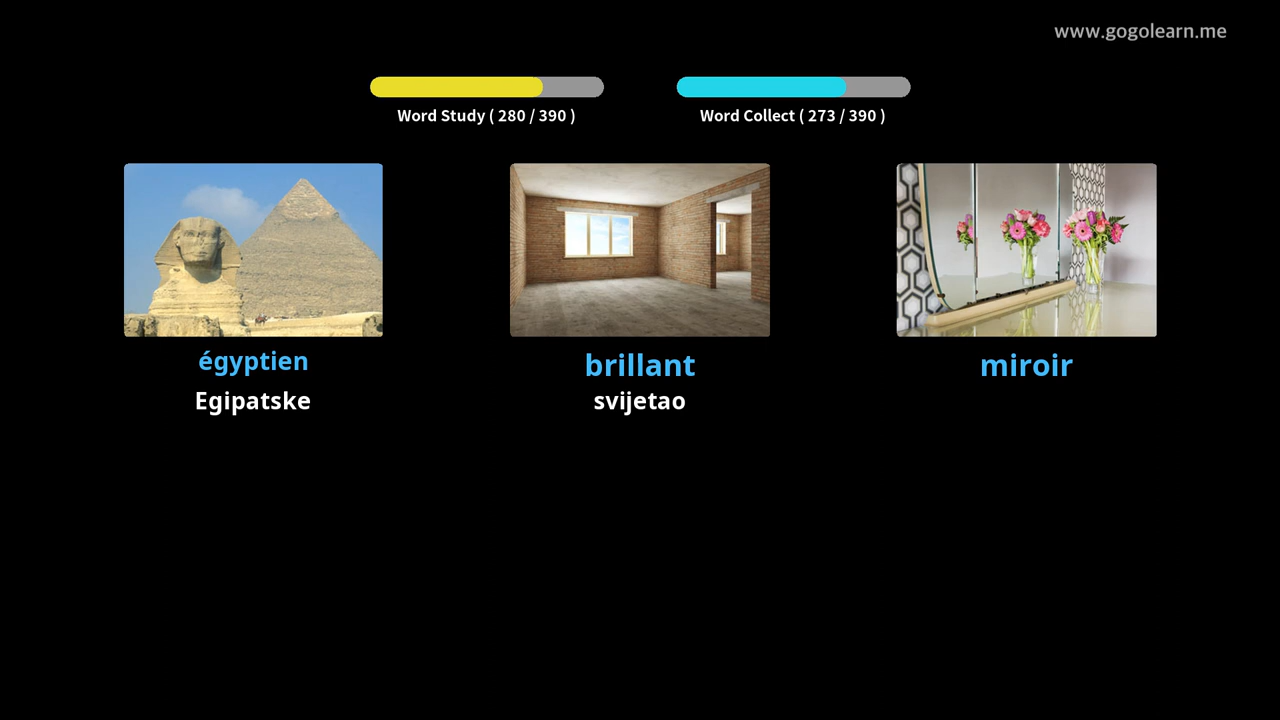 www.gogolearn.me
Word Study ( 280 / 390 )
Word Collect ( 273 / 390 )
égyptien
brillant
miroir
Egipatske
svijetao